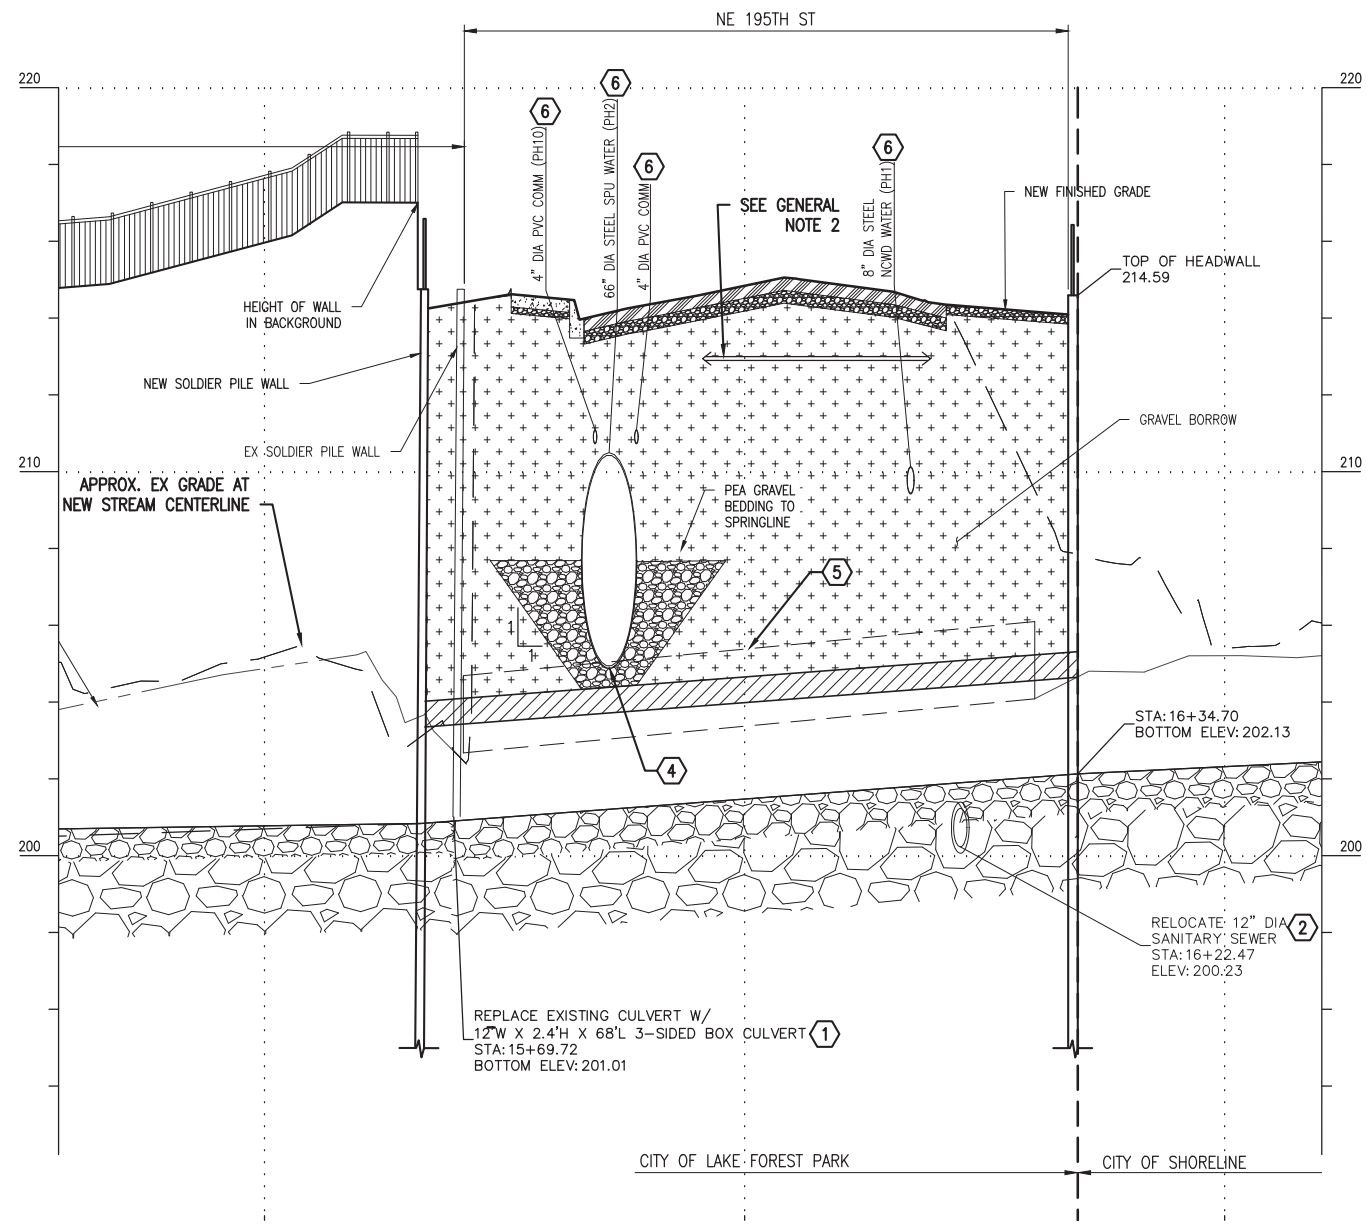 NE 195TH ST
220
220
6
6
6
6
4" DIA PVC COMM (PH10)
66" DIA STEEL SPU WATER (PH2)
4" DIA PVC COMM
8" DIA STEEL
NCWD WATER (PH1)
SEE GENERAL
NOTE 2
NEW FINISHED GRADE
TOP OF HEADWALL
214.59
HEIGHT OF WALL
IN BACKGROUND
NEW SOLDIER PILE WALL
EX SOLDIER PILE WALL
GRAVEL BORROW
210
210
APPROX. EX GRADE AT
NEW STREAM CENTERLINE
PEA GRAVEL
BEDDING TO
SPRINGLINE
5
1
1
4
STA: 16+34.70
BOTTOM ELEV: 202.13
200
200
RELOCATE 12" DIA
SANITARY SEWER
STA: 16+22.47
ELEV: 200.23
2
REPLACE EXISTING CULVERT W/
12'W X 2.4'H X 68'L 3-SIDED BOX CULVERT
STA: 15+69.72
BOTTOM ELEV: 201.01
1
CITY OF LAKE FOREST PARK
CITY OF SHORELINE